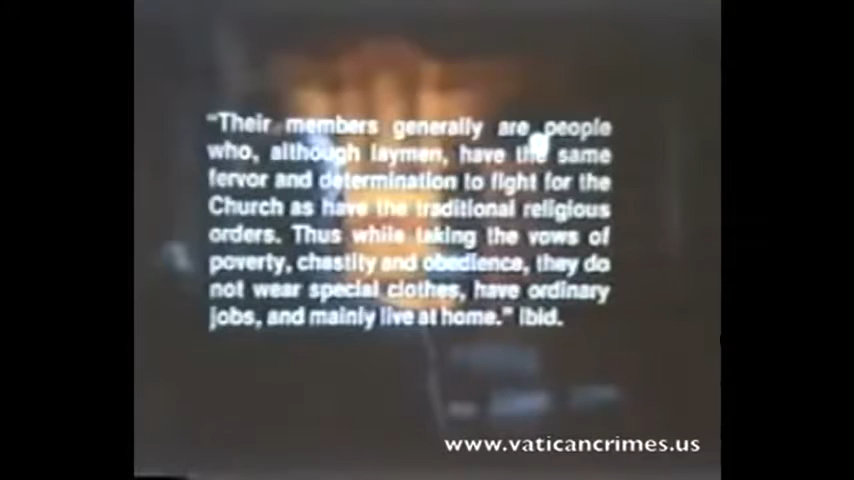 "Their members generally are people
who, although laymen, have the same
fervor and determination to fight for the
Church as have the traditional religious
orders. Thus while taking the vows of
poverty, chastity and obedience, they do
not wear special clothes, have ordinary
jobs, and mainly live at home." Ibid.
www.vaticancrimes.us